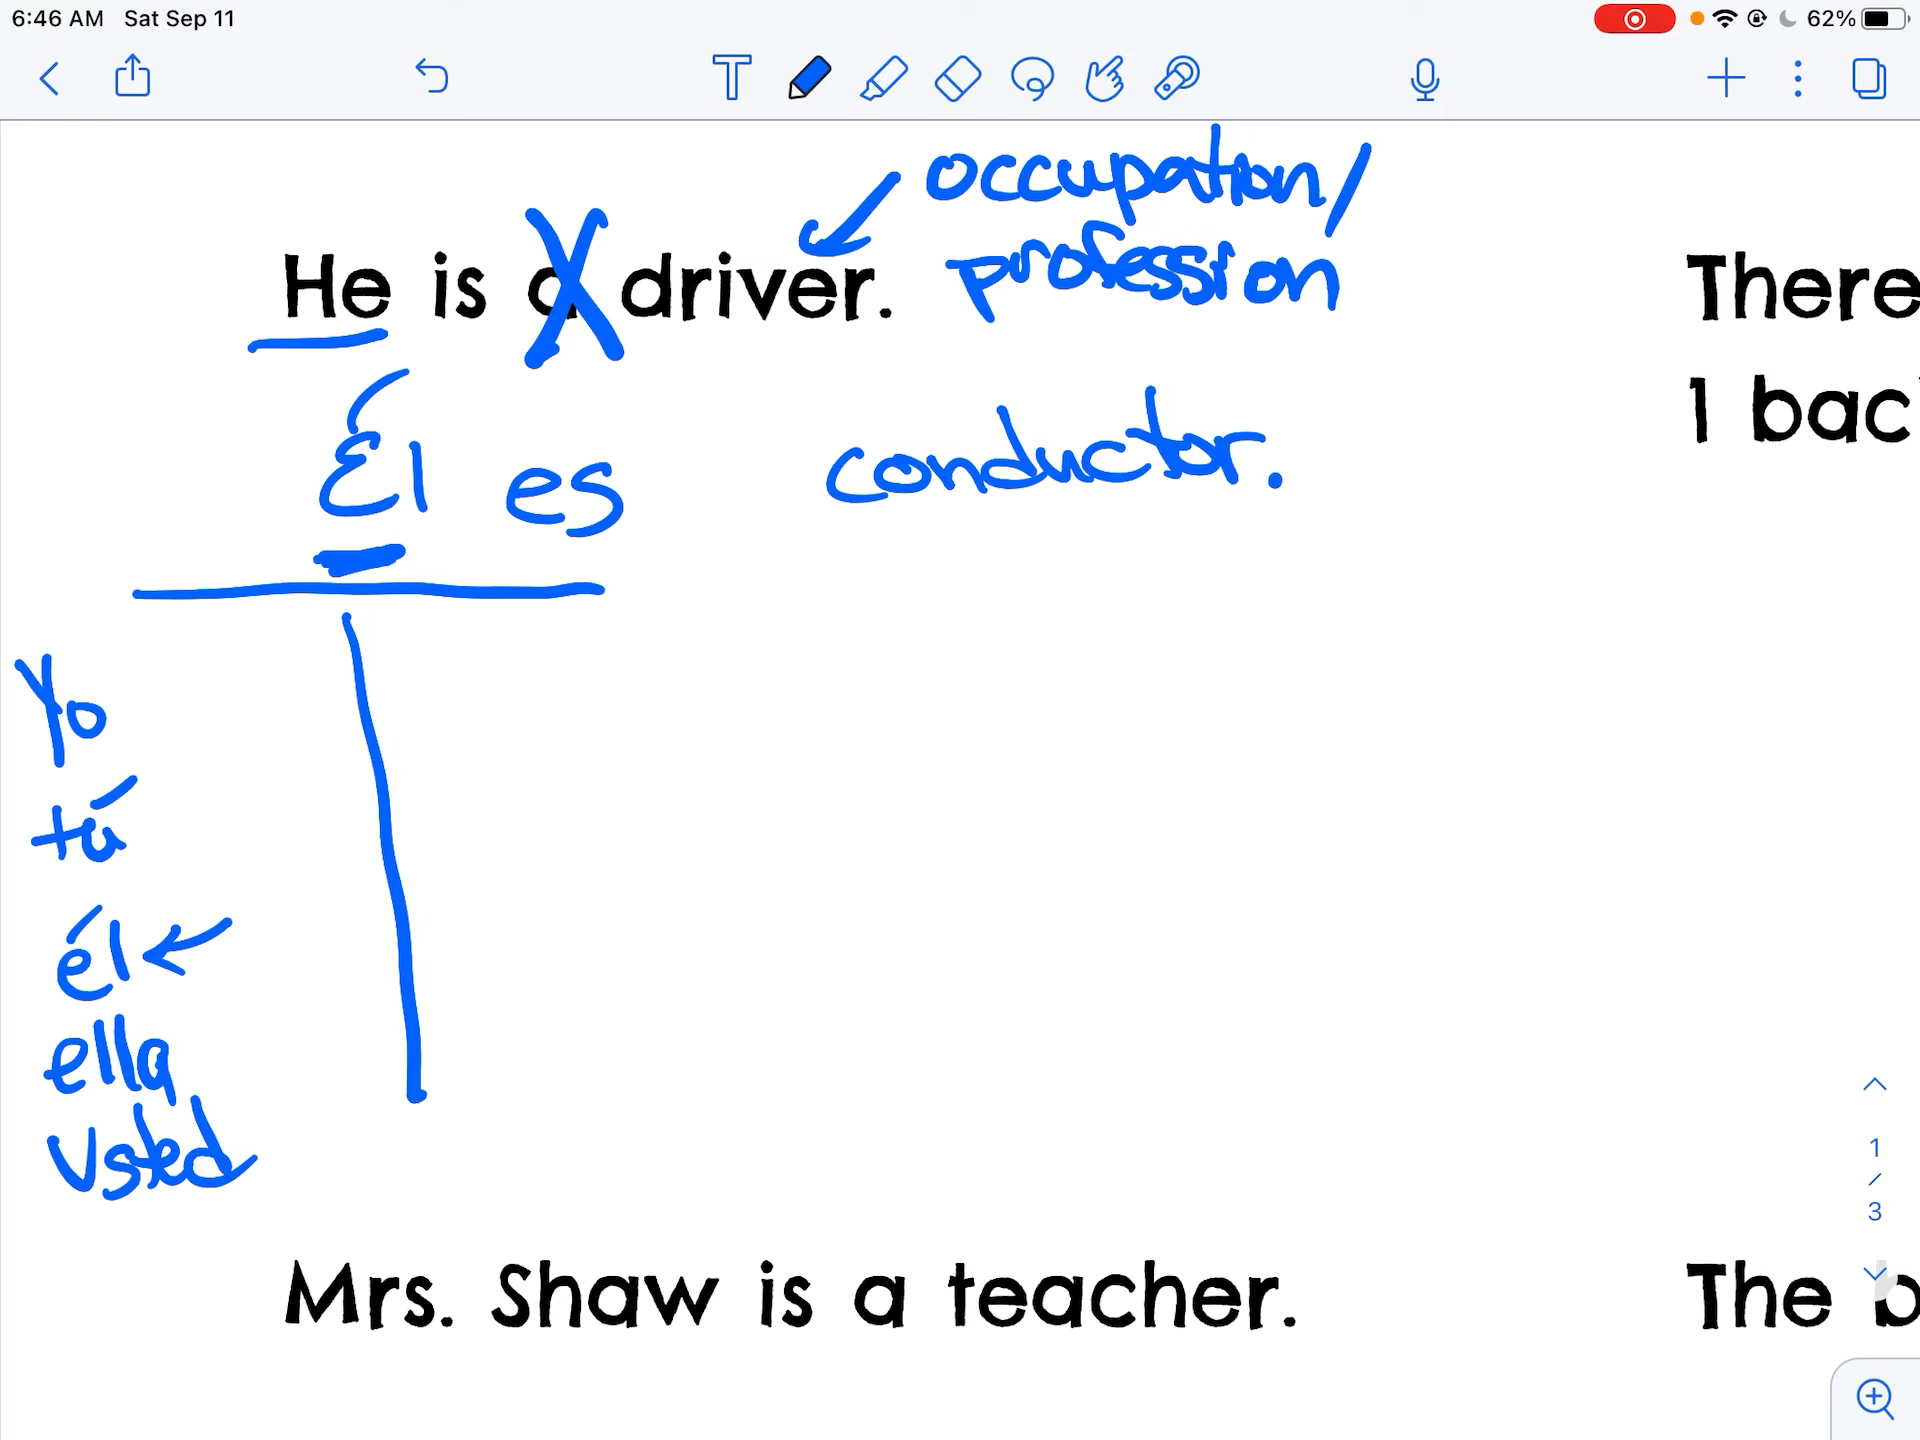 6:46 AM Sat Sep 11
62%
T
occupation/
He is a driver. profession
There
1 bac
Él es conductor.
Yo
tú
él
ella
Usted
1
/
3
Mrs. Shaw is a teacher.
The b